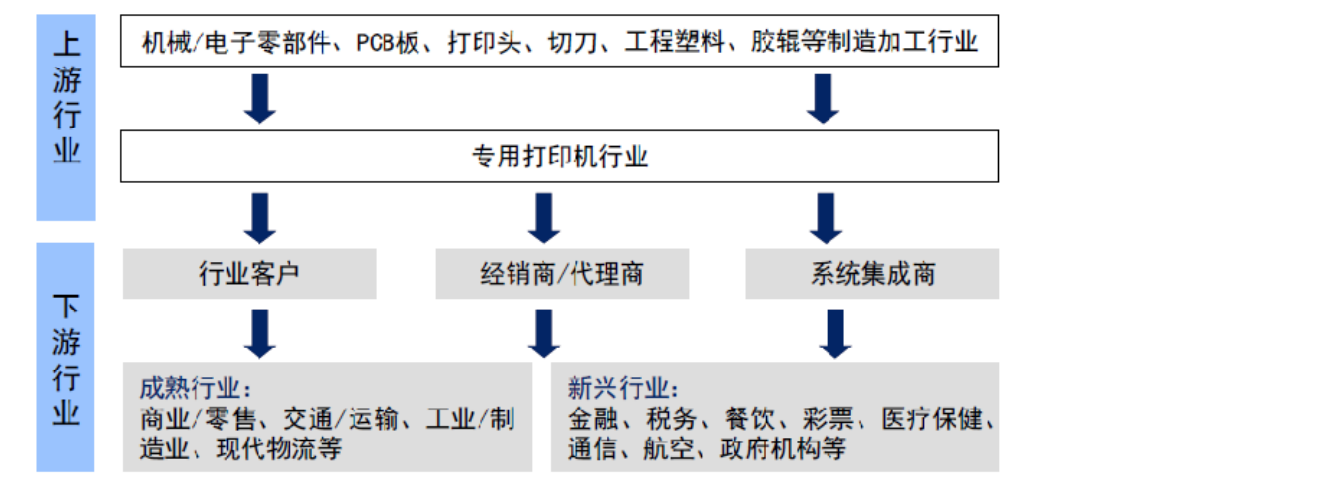 上游行业
机械/电子零部件、PCB板、打印头、切刀、工程塑料、胶辊等制造加工行业
专用打印机行业
下游行业
行业客户
经销商/代理商
系统集成商
成熟行业:
商业/零售、交通/运输、工业/制
造业、现代物流等
新兴行业:
金融、税务、餐饮、彩票、医疗保健、
通信、航空、政府机构等